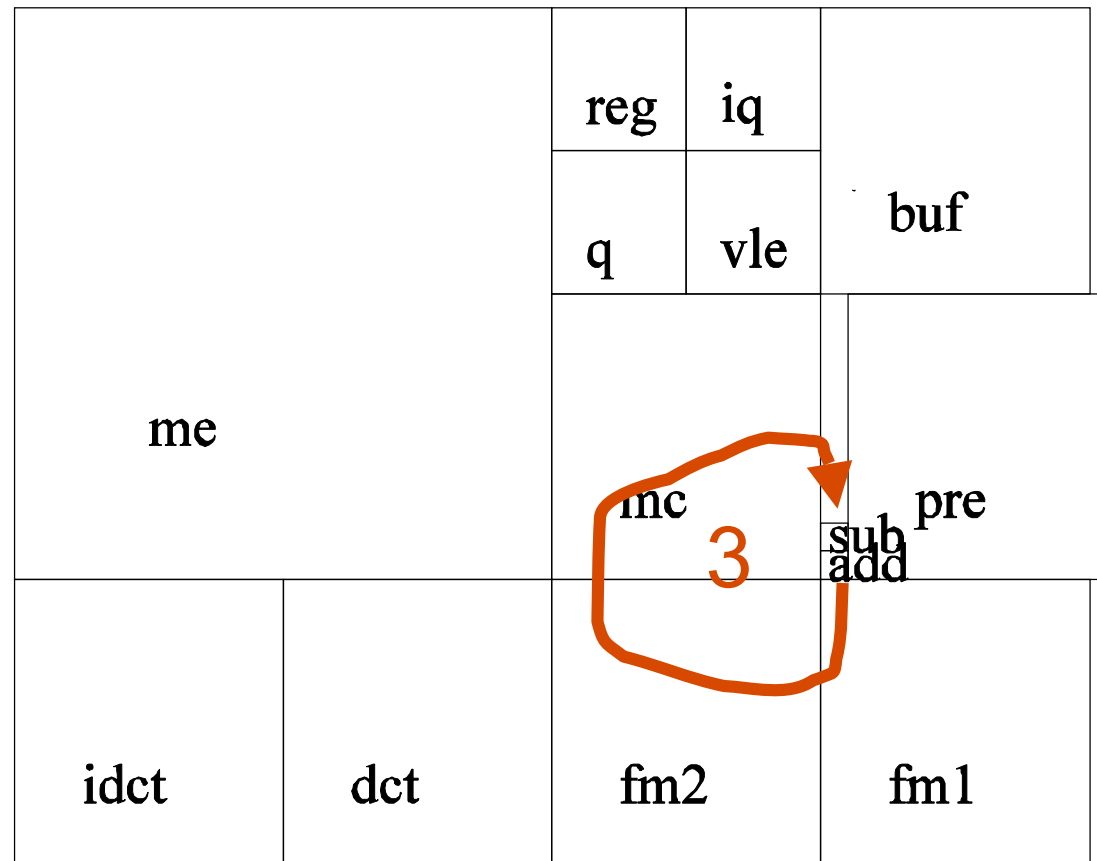 reg iq
buf
q vle
me
mc pre
sub
3
add
idct dct fm2 fm1